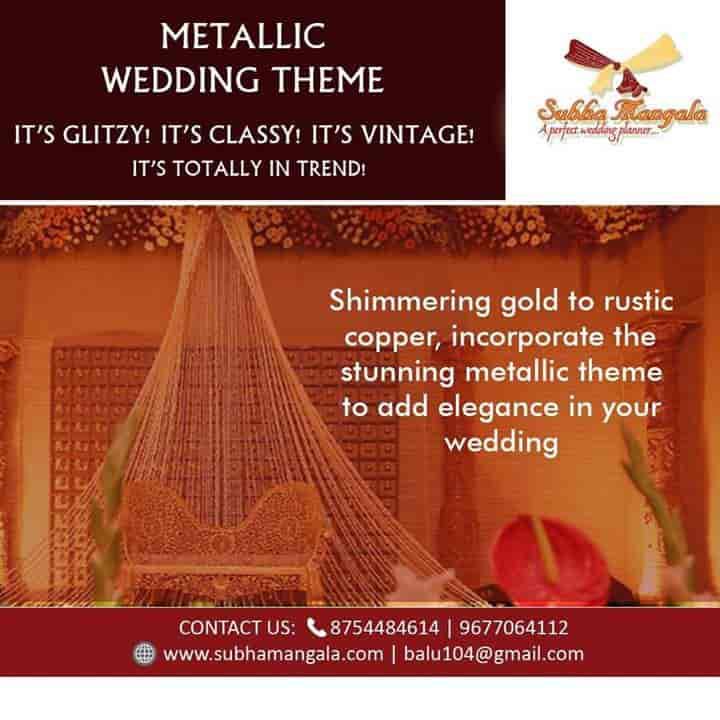 METALLIC
WEDDING THEME
IT'S GLITZY! IT'S CLASSY! IT'S VINTAGE!
IT'S TOTALLY IN TREND!
Subha Mangala
A perfect wedding planner...
Shimmering gold to rustic
copper, incorporate the
stunning metallic theme
to add elegance in your
wedding
CONTACT US: 8754484614 | 9677064112
www.subhamangala.com | balu104@gmail.com